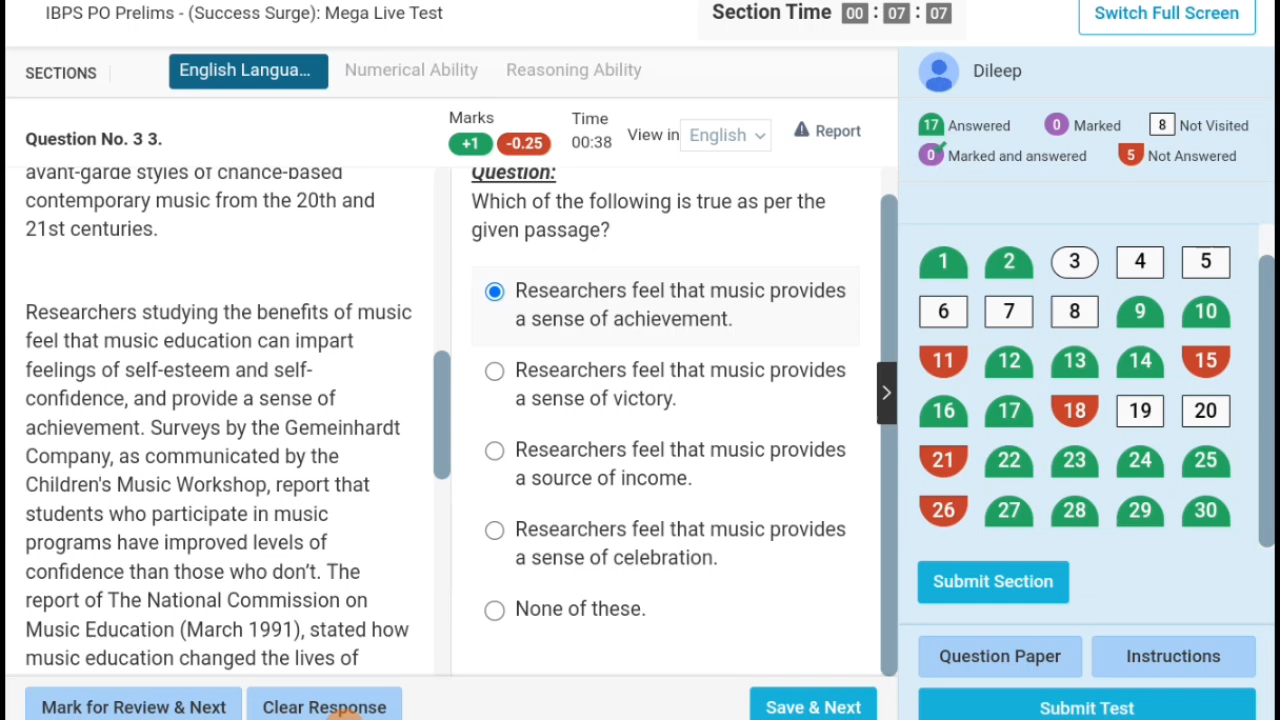 IBPS PO Prelims - (Success Surge): Mega Live Test
Section Time 00 : 07 : 07
Switch Full Screen
SECTIONS
English Langua...
Numerical Ability
Reasoning Ability
Dileep
Question No. 3 3.
Marks
+1 -0.25
Time
00:38
View in English
Report
17 Answered
0 Marked
8 Not Visited
0 Marked and answered
5 Not Answered
avant-garde styles of chance-based
contemporary music from the 20th and
21st centuries.
Researchers studying the benefits of music
feel that music education can impart
feelings of self-esteem and self-
confidence, and provide a sense of
achievement. Surveys by the Gemeinhardt
Company, as communicated by the
Children's Music Workshop, report that
students who participate in music
programs have improved levels of
confidence than those who don't. The
report of The National Commission on
Music Education (March 1991), stated how
music education changed the lives of
Question:
Which of the following is true as per the
given passage?
Researchers feel that music provides
a sense of achievement.
Researchers feel that music provides
a sense of victory.
Researchers feel that music provides
a source of income.
Researchers feel that music provides
a sense of celebration.
None of these.
1 2 3 4 5
6 7 8 9 10
11 12 13 14 15
16 17 18 19 20
21 22 23 24 25
26 27 28 29 30
Submit Section
Question Paper
Instructions
Mark for Review & Next
Clear Response
Save & Next
Submit Test